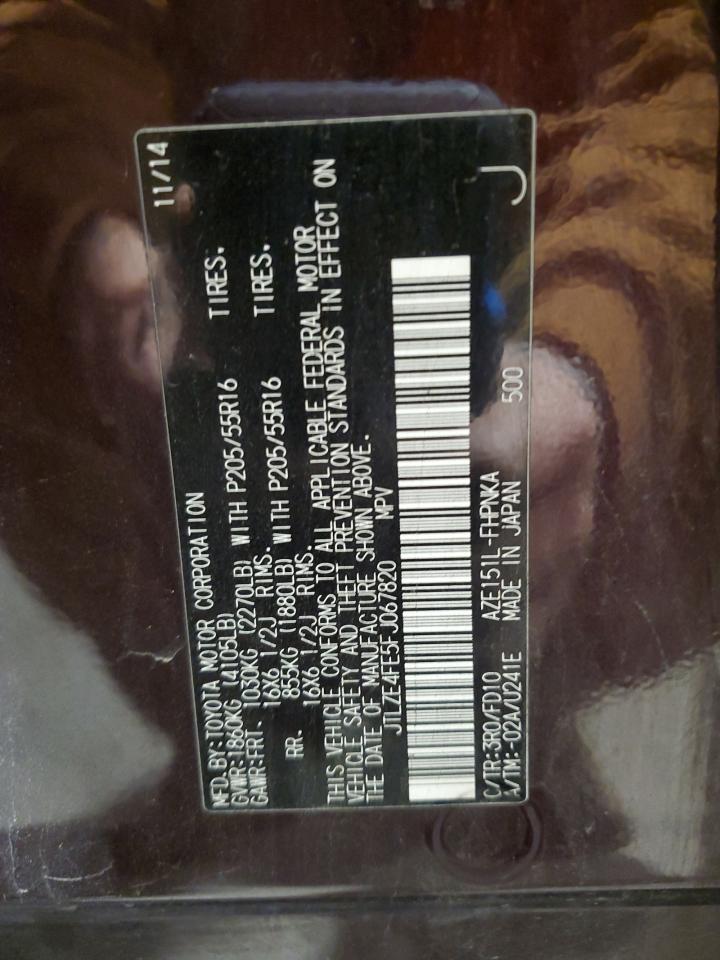 MFD.BY:TOYOTA MOTOR CORPORATION 11/14
GVWR:1860KG (4105LB)
GAWR:FRT. 1030KG (2270LB) WITH P205/55R16 TIRES,
16X6 1/2J RIMS.
RR. 855KG (1880LB) WITH P205/55R16 TIRES,
16X6 1/2J RIMS.
THIS VEHICLE CONFORMS TO ALL APPLICABLE FEDERAL MOTOR
VEHICLE SAFETY AND THEFT PREVENTION STANDARDS IN EFFECT ON
THE DATE OF MANUFACTURE SHOWN ABOVE.
JTLZE4FE5FJ067820 MPV
C/TR:3R0/FD10 AZE151L-FHPNKA J
A/TM:-02A/U241E MADE IN JAPAN 500